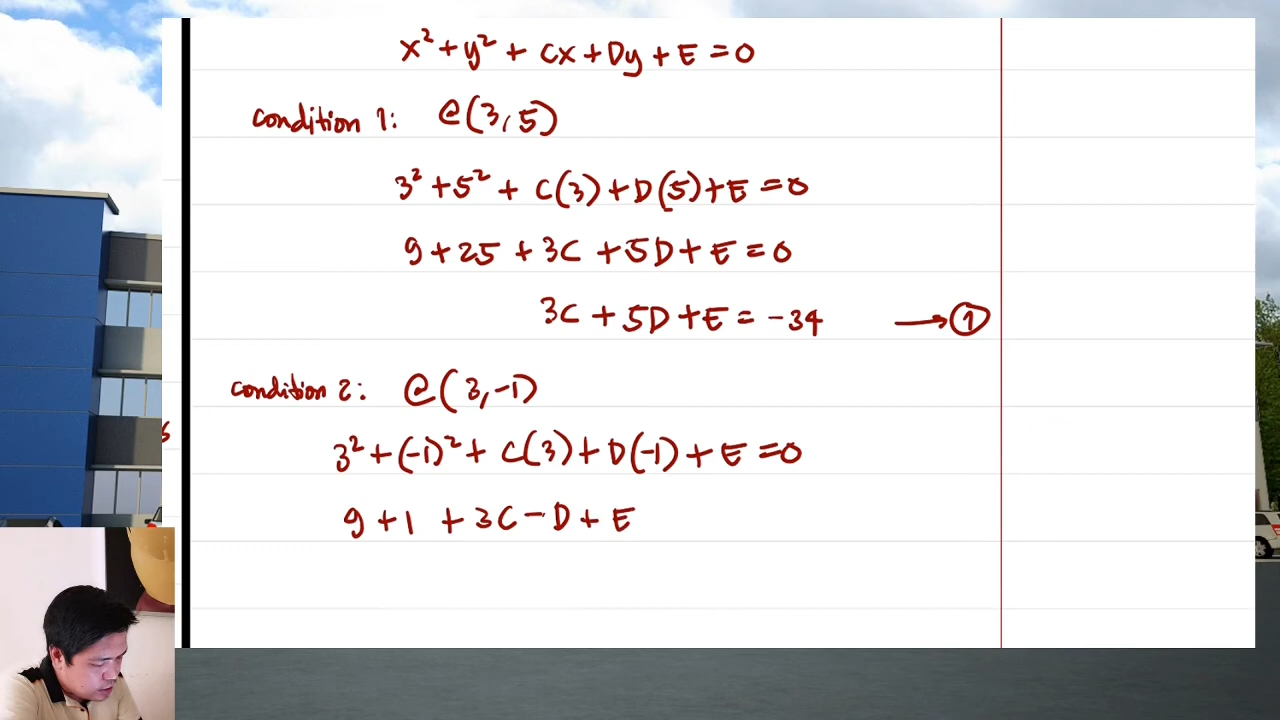 x² + y² + Cx + Dy + E = 0
condition 1: @(3, 5)
3² + 5² + C(3) + D(5) + E = 0
9 + 25 + 3C + 5D + E = 0
3C + 5D + E = -34 → ①
condition 2: @(3, -1)
3² + (-1)² + C(3) + D(-1) + E = 0
9 + 1 + 3C - D + E